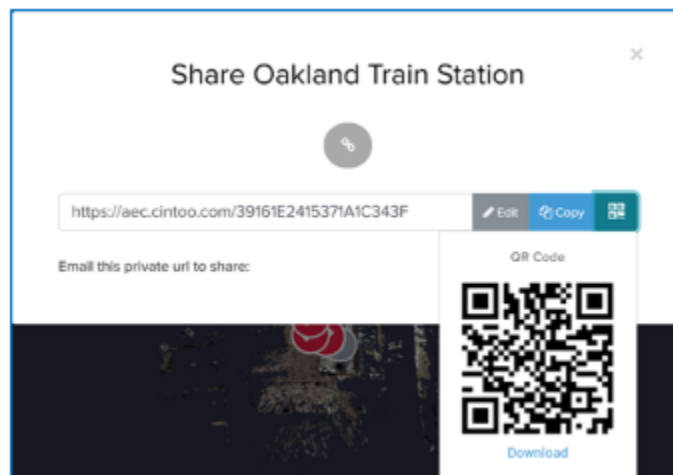 Share Oakland Train Station
×
https://aec.cintoo.com/39161E2415371A1C343F Edit Copy
Email this private url to share:
QR Code
Download